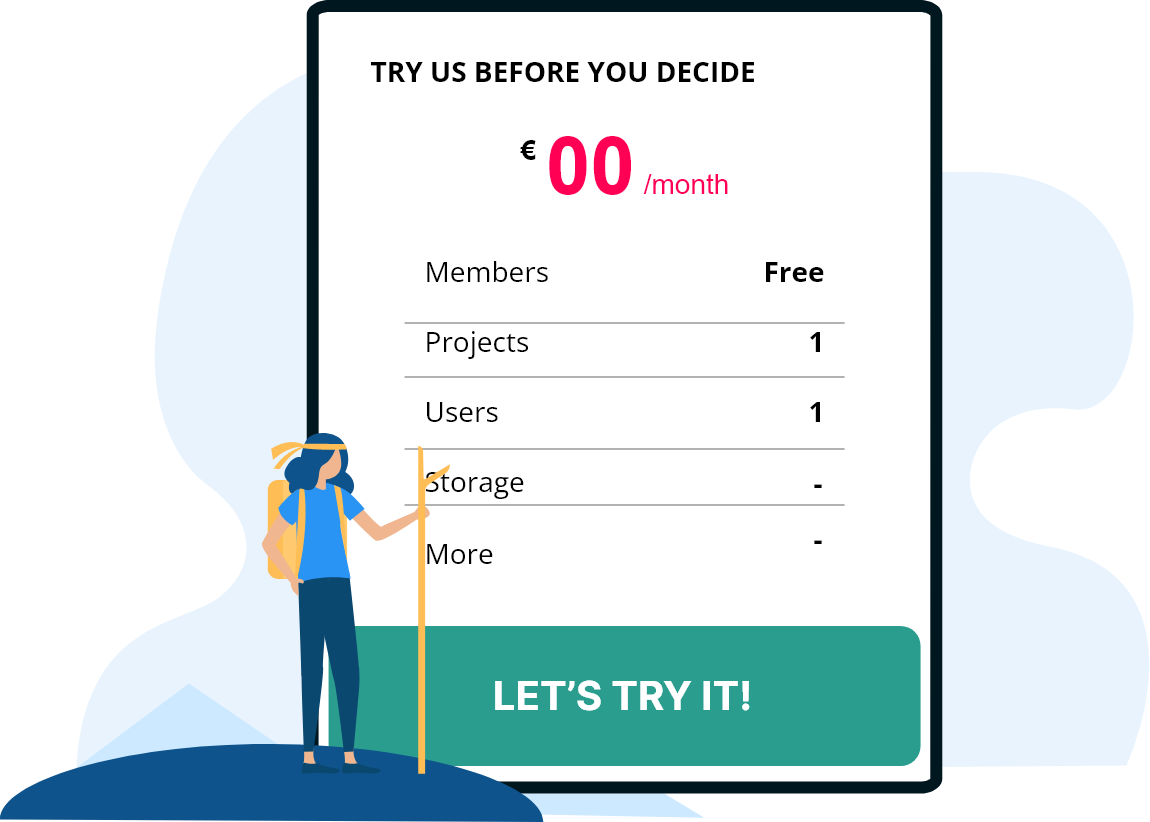 TRY US BEFORE YOU DECIDE
€ 00 /month
Members Free
Projects 1
Users 1
Storage -
More -
LET’S TRY IT!